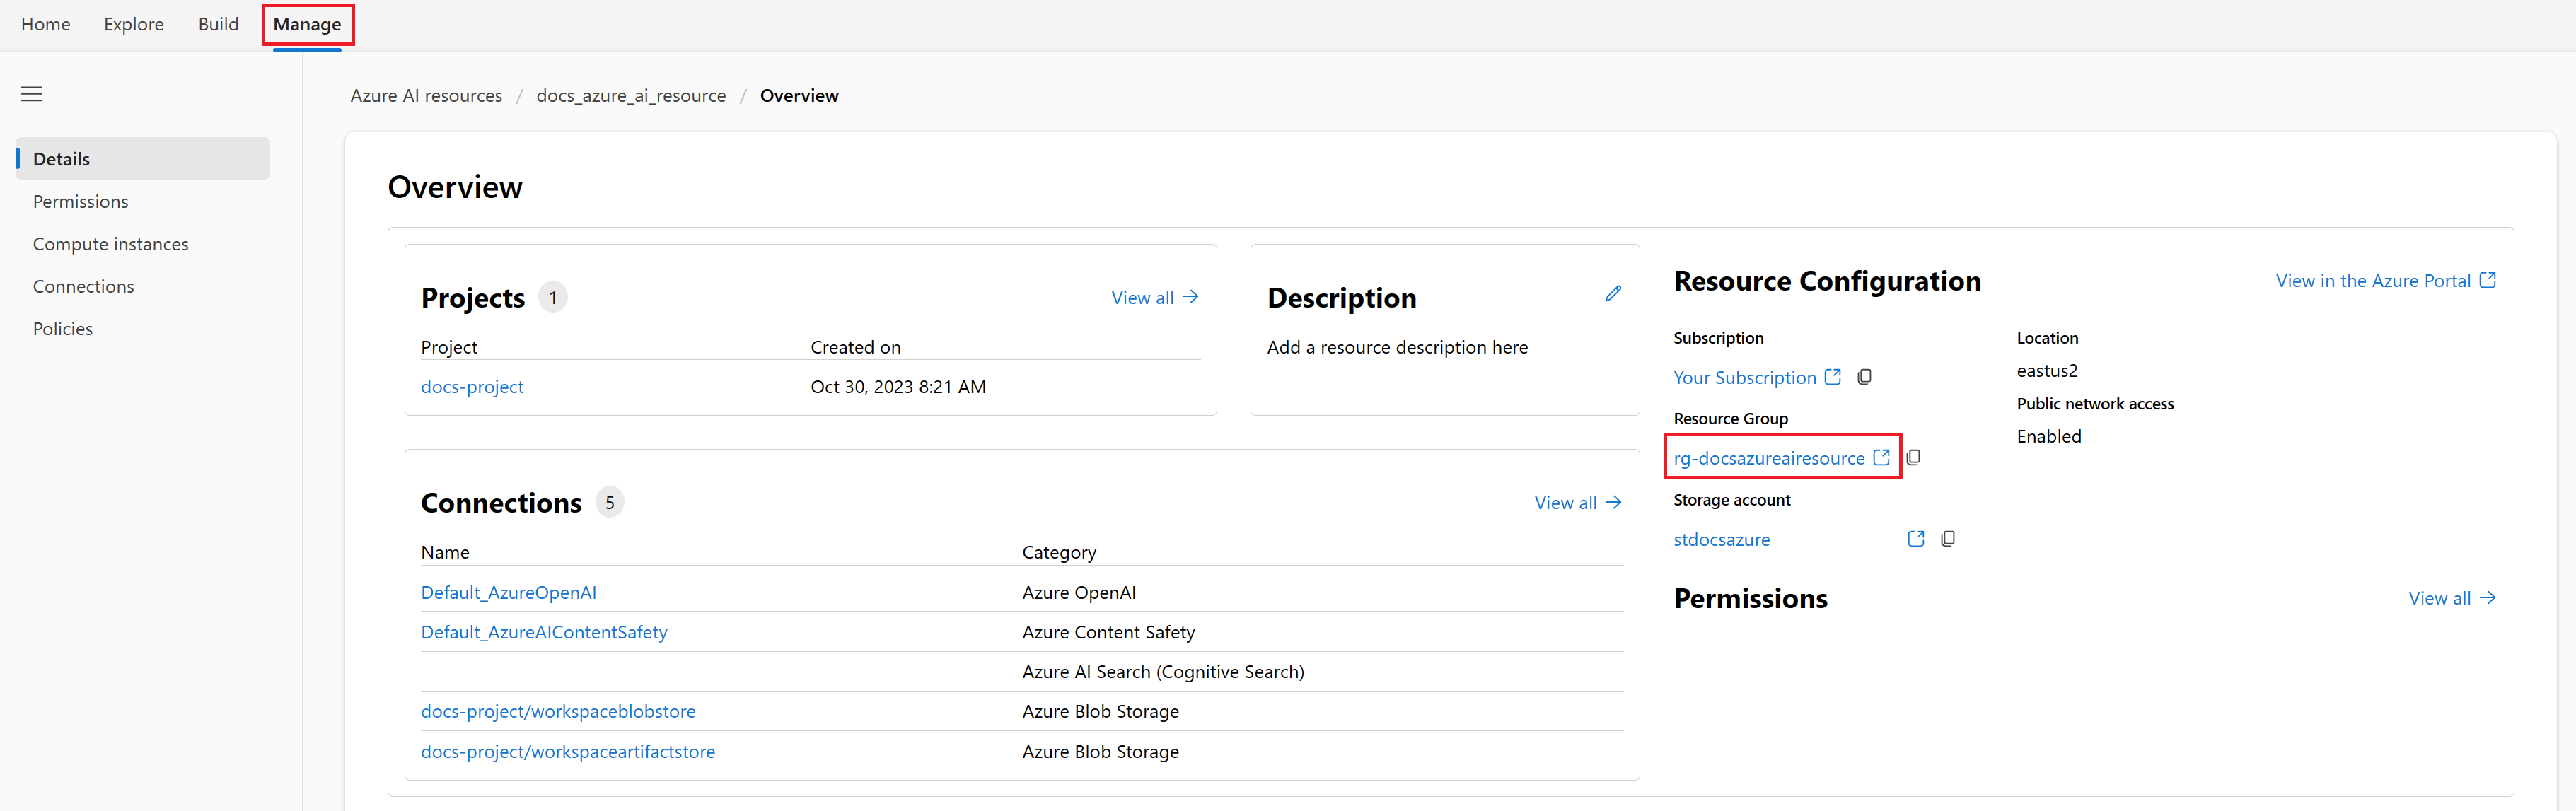 Home Explore Build Manage
Azure AI resources / docs_azure_ai_resource / Overview
Details
Permissions
Compute instances
Connections
Policies
Overview
Projects 1 View all
Project Created on
docs-project Oct 30, 2023 8:21 AM
Description
Add a resource description here
Connections 5 View all
Name Category
Default_AzureOpenAI Azure OpenAI
Default_AzureAIContentSafety Azure Content Safety
Azure AI Search (Cognitive Search)
docs-project/workspaceblobstore Azure Blob Storage
docs-project/workspaceartifactstore Azure Blob Storage
Resource Configuration View in the Azure Portal
Subscription
Your Subscription
Resource Group
rg-docsazureairesource
Storage account
stdocsazure
Location
eastus2
Public network access
Enabled
Permissions View all